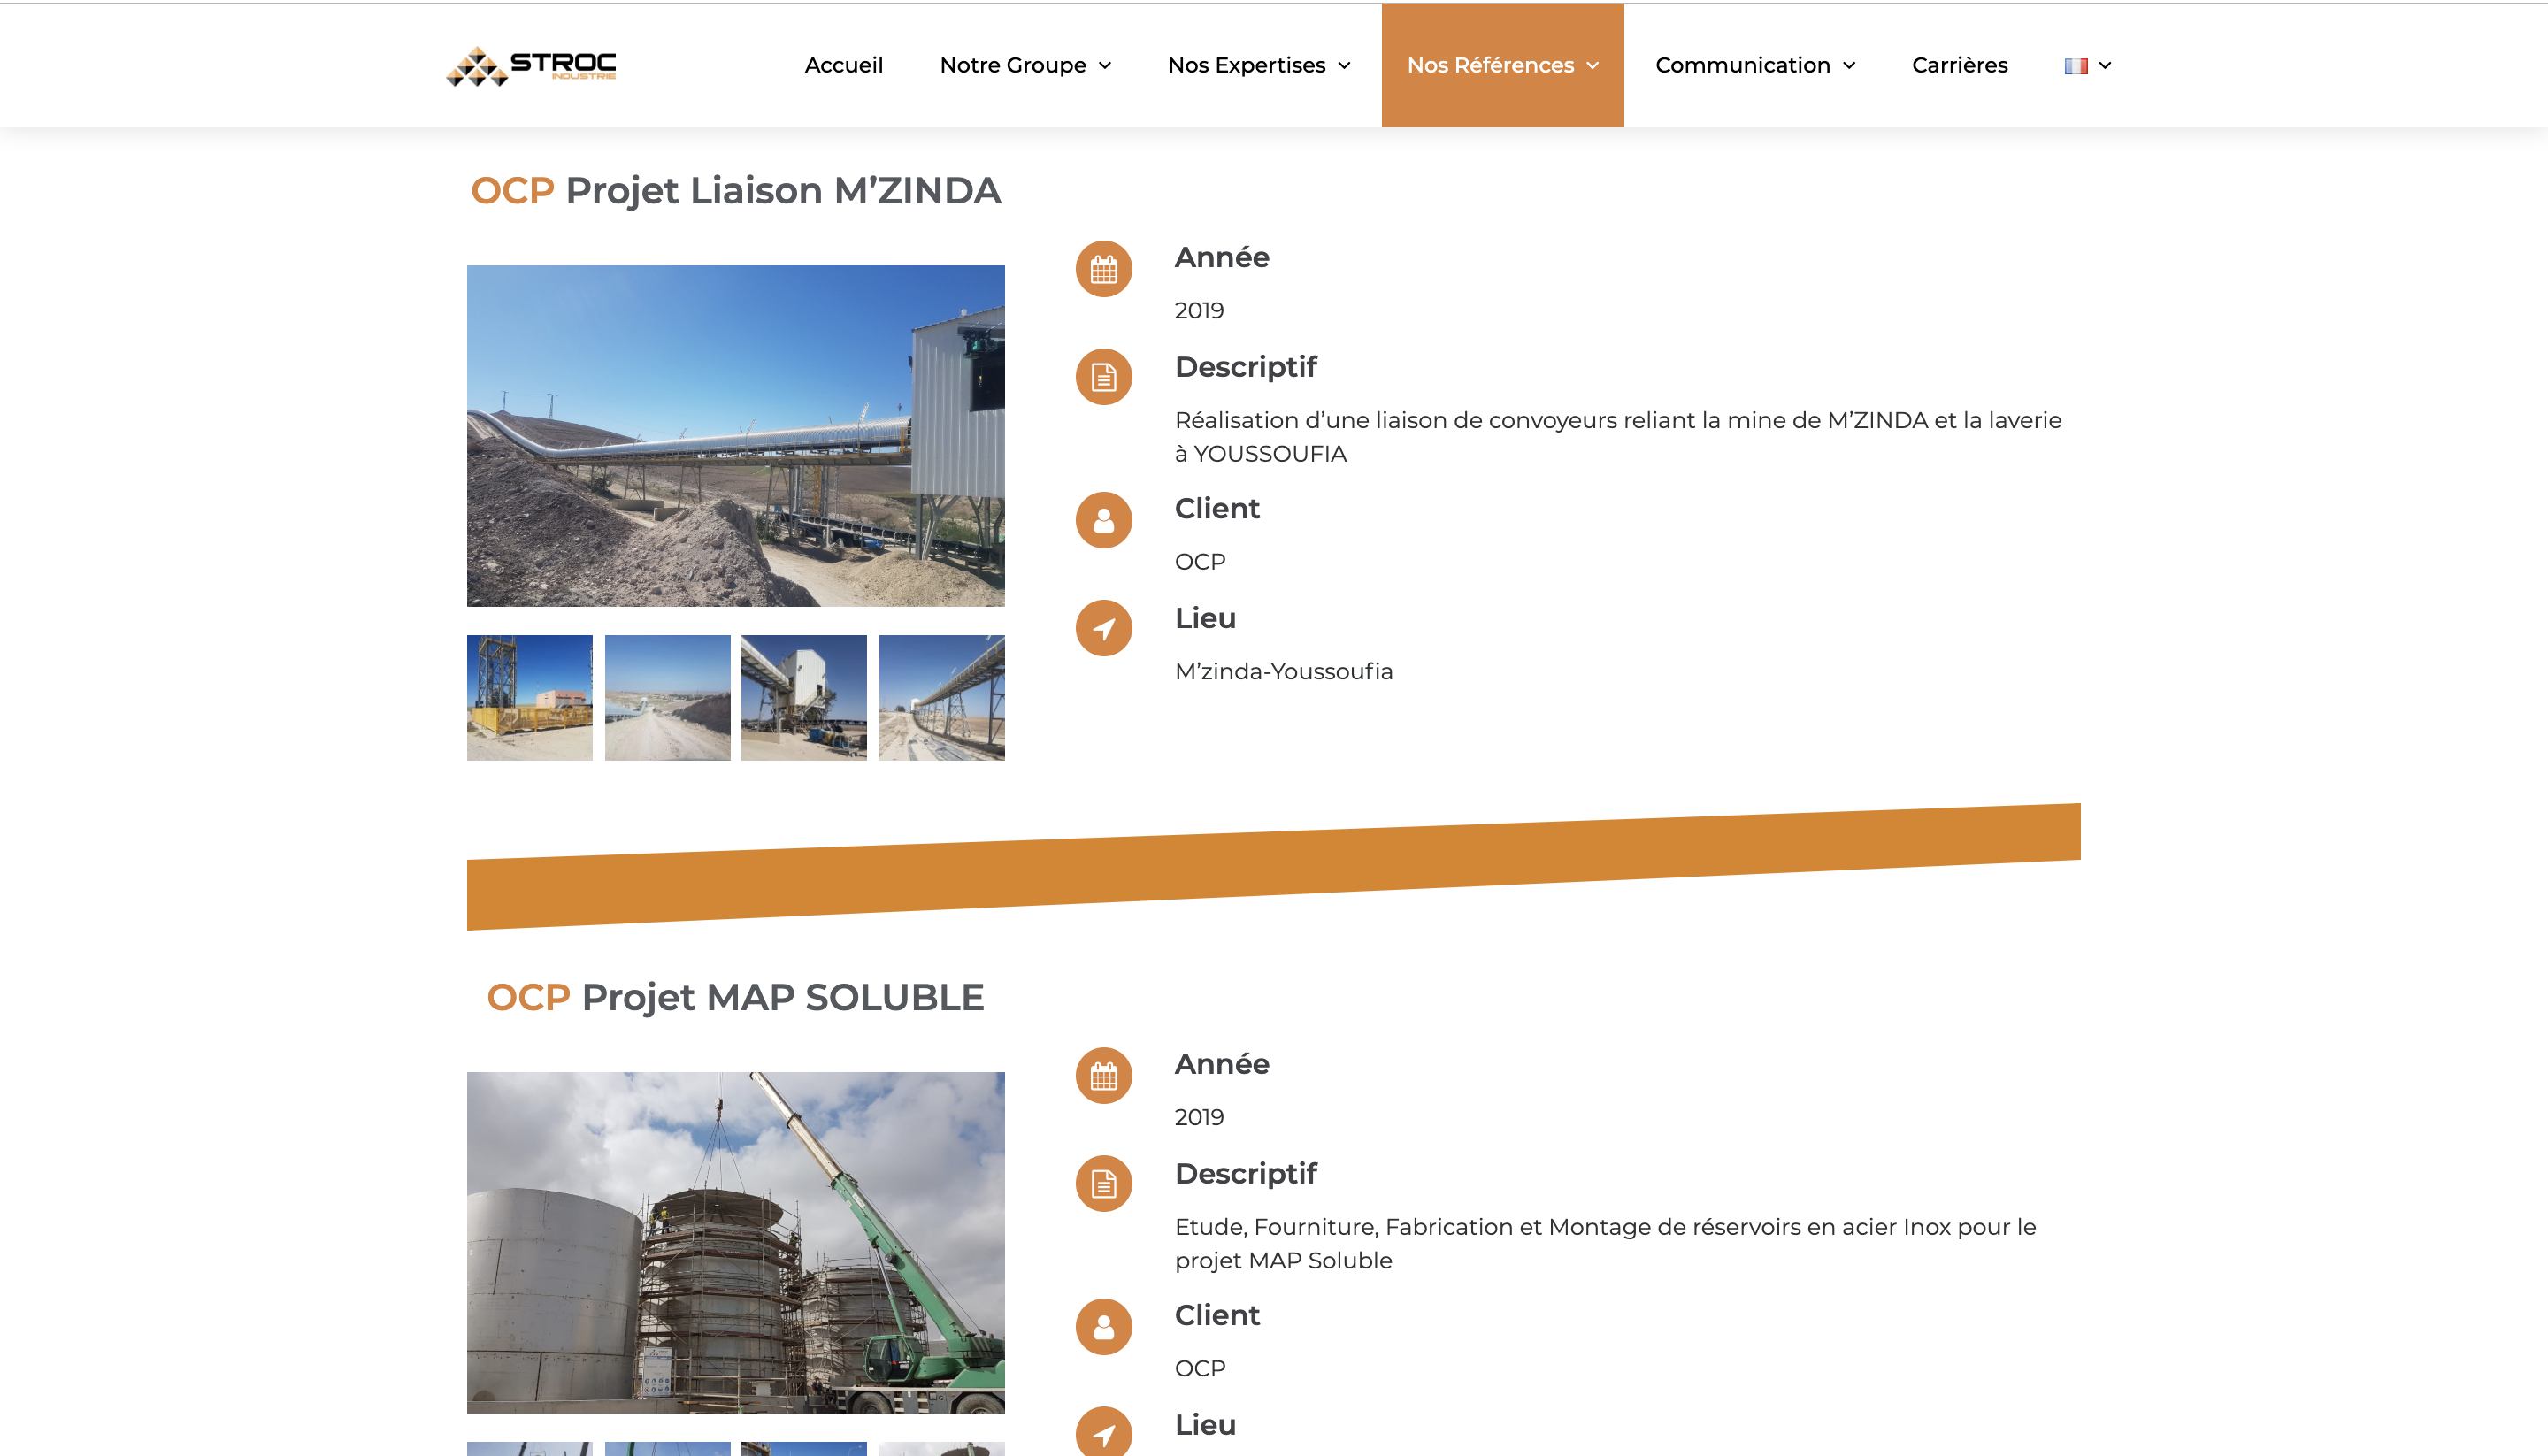 STROC
INDUSTRIE
Accueil
Notre Groupe
Nos Expertises
Nos Références
Communication
Carrières
OCP Projet Liaison M’ZINDA
Année
2019
Descriptif
Réalisation d’une liaison de convoyeurs reliant la mine de M’ZINDA et la laverie
à YOUSSOUFIA
Client
OCP
Lieu
M’zinda-Youssoufia
OCP Projet MAP SOLUBLE
Année
2019
Descriptif
Etude, Fourniture, Fabrication et Montage de réservoirs en acier Inox pour le
projet MAP Soluble
Client
OCP
Lieu